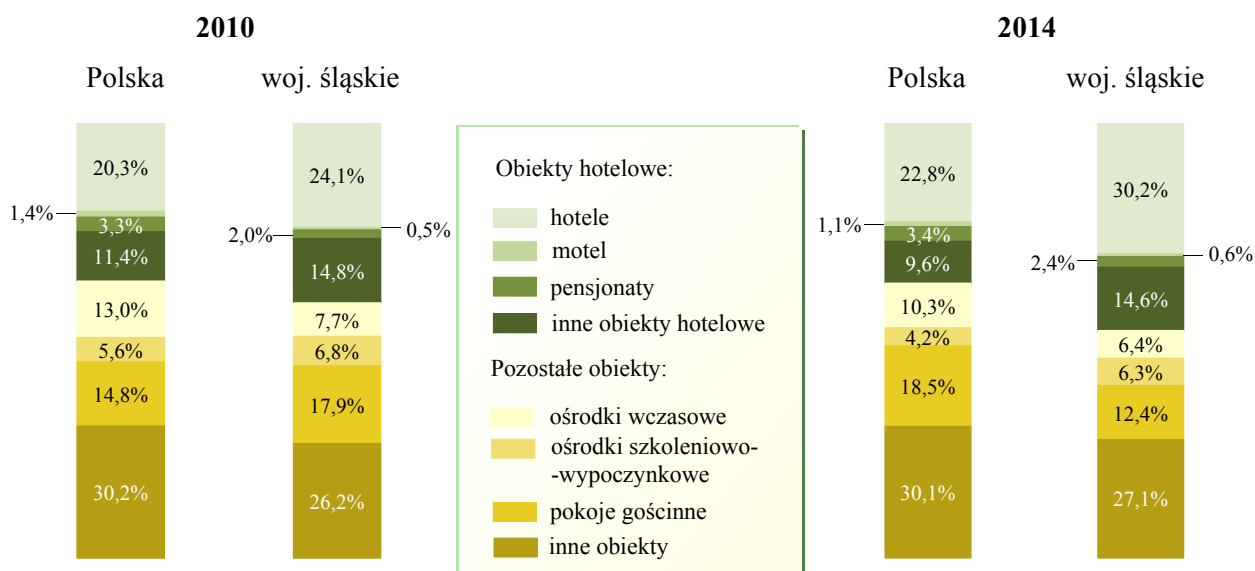 2010
Polska
woj. śląskie
20,3%
1,4%
3,3%
11,4%
13,0%
5,6%
14,8%
30,2%
24,1%
0,5%
2,0%
14,8%
7,7%
6,8%
17,9%
26,2%
Obiekty hotelowe:
hotele
motel
pensjonaty
inne obiekty hotelowe
Pozostałe obiekty:
ośrodki wczasowe
ośrodki szkoleniowo-
-wypoczynkowe
pokoje gościnne
inne obiekty
2014
Polska
woj. śląskie
22,8%
1,1%
3,4%
9,6%
10,3%
4,2%
18,5%
30,1%
30,2%
0,6%
2,4%
14,6%
6,4%
6,3%
12,4%
27,1%